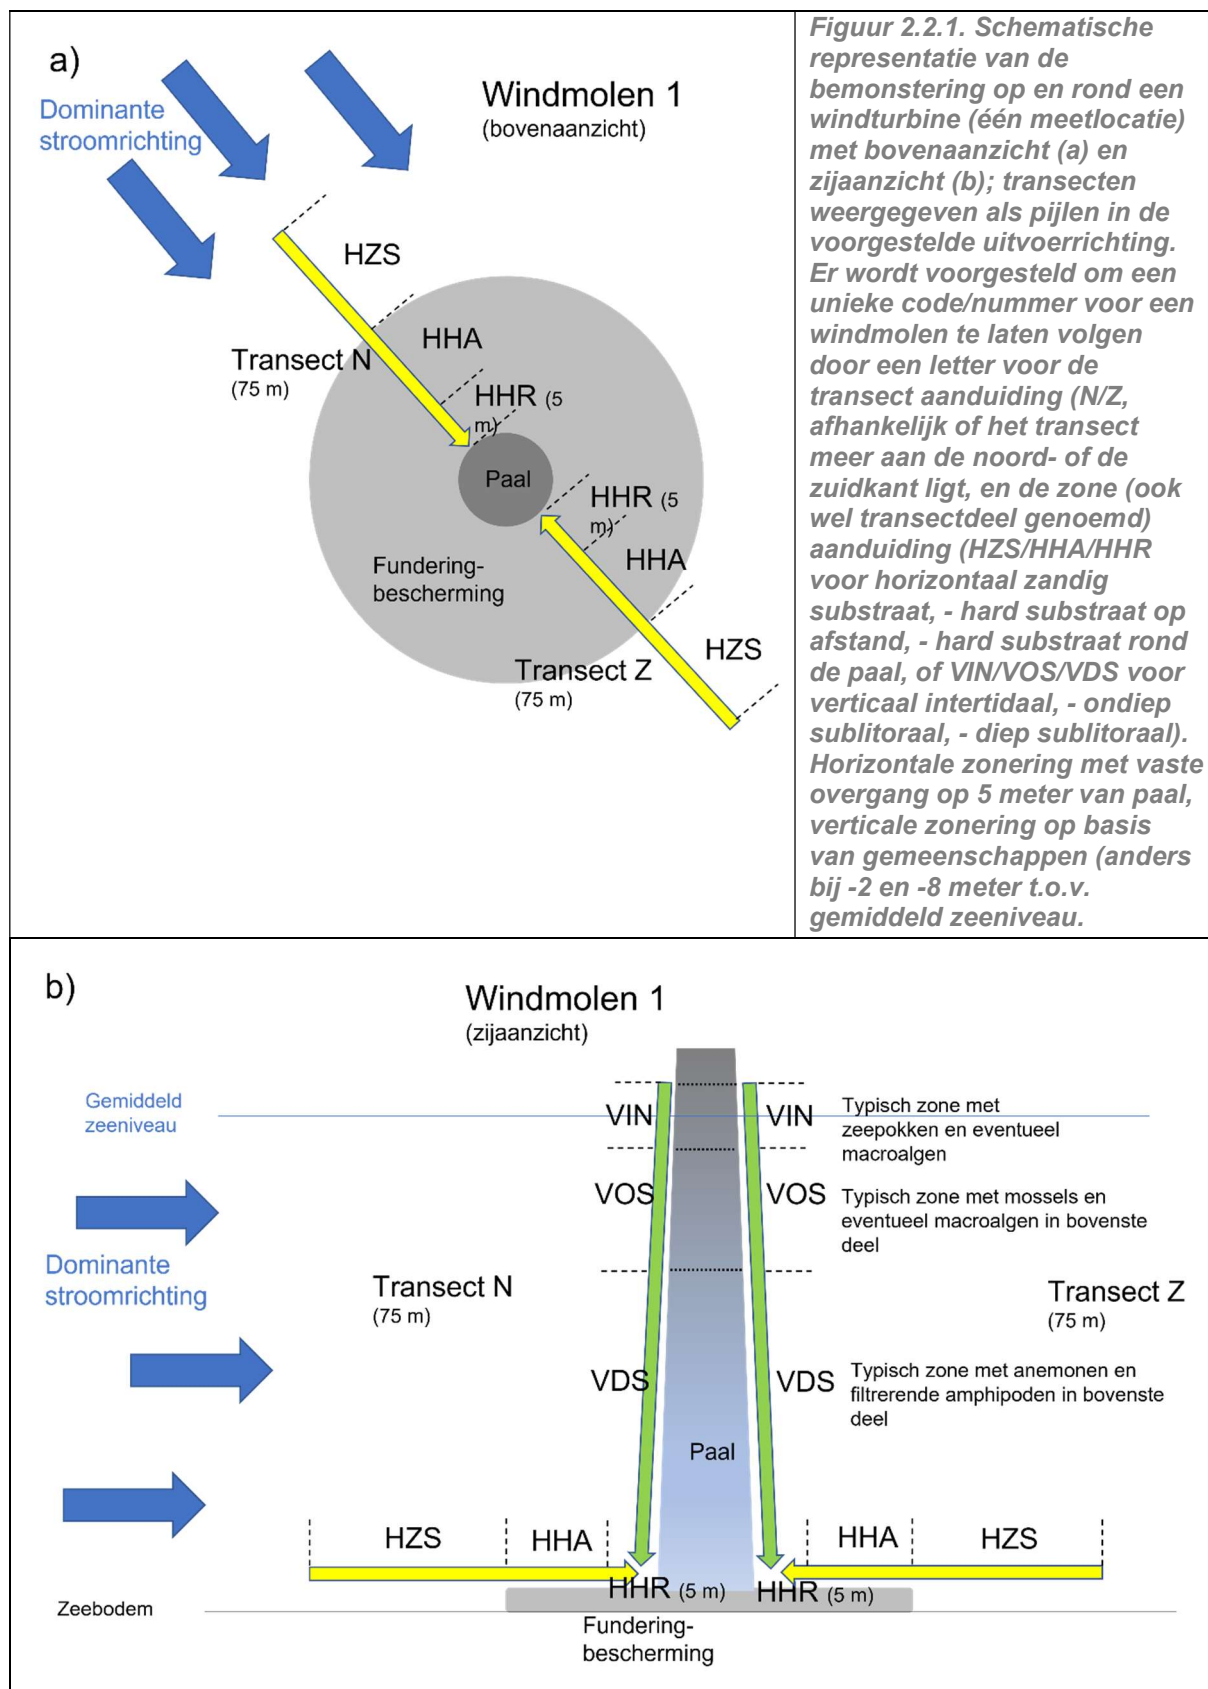 a)
Dominante
stroomrichting
Windmolen 1
(bovenaanzicht)
HZS
Transect N
(75 m)
HHA
HHR (5
m)
Paal
HHR (5
m)
HHA
Fundering-
bescherming
HZS
Transect Z
(75 m)
Figuur 2.2.1. Schematische
representatie van de
bemonstering op en rond een
windturbine (één meetlocatie)
met bovenaanzicht (a) en
zijaanzicht (b); transecten
weergegeven als pijlen in de
voorgestelde uitvoerrichting.
Er wordt voorgesteld om een
unieke code/nummer voor een
windmolen te laten volgen
door een letter voor de
transect aanduiding (N/Z,
afhankelijk of het transect
meer aan de noord- of de
zuidkant ligt, en de zone (ook
wel transectdeel genoemd)
aanduiding (HZS/HHA/HHR
voor horizontaal zandig
substraat, - hard substraat op
afstand, - hard substraat rond
de paal, of VIN/VOS/VDS voor
verticaal intertidaal, - ondiep
sublitoraal, - diep sublitoraal).
Horizontale zonering met vaste
overgang op 5 meter van paal,
verticale zonering op basis
van gemeenschappen (anders
bij -2 en -8 meter t.o.v.
gemiddeld zeeniveau.
b)
Windmolen 1
(zijaanzicht)
Gemiddeld
zeeniveau
VIN
VIN
Typisch zone met
zeepokken en eventueel
macroalgen
VOS
VOS
Typisch zone met mossels en
eventueel macroalgen in bovenste
deel
Dominante
stroomrichting
Transect N
(75 m)
Transect Z
(75 m)
VDS
VDS
Typisch zone met anemonen en
filtrerende amphipoden in bovenste
deel
Paal
HZS
HHA
HHA
HZS
HHR (5 m)
HHR (5 m)
Zeebodem
Fundering-
bescherming